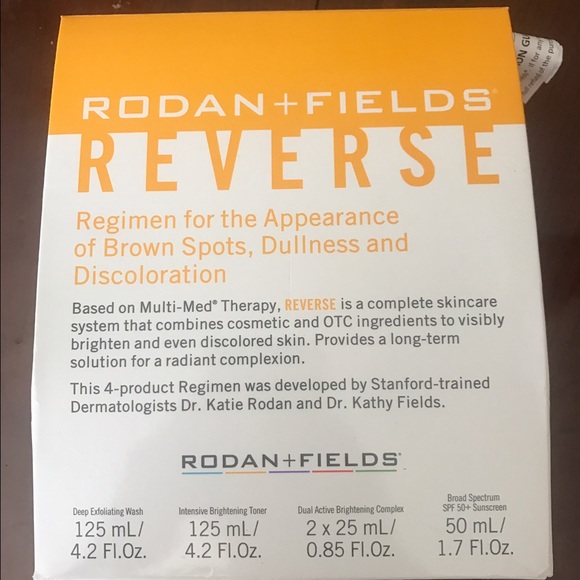 RODAN+FIELDS®
REVERSE
Regimen for the Appearance
of Brown Spots, Dullness and
Discoloration
Based on Multi-Med® Therapy, REVERSE is a complete skincare
system that combines cosmetic and OTC ingredients to visibly
brighten and even discolored skin. Provides a long-term
solution for a radiant complexion.
This 4-product Regimen was developed by Stanford-trained
Dermatologists Dr. Katie Rodan and Dr. Kathy Fields.
RODAN+FIELDS®
Deep Exfoliating Wash
125 mL/
4.2 Fl.Oz.
Intensive Brightening Toner
125 mL/
4.2 Fl.Oz.
Dual Active Brightening Complex
2 x 25 mL/
0.85 Fl.Oz.
Broad Spectrum
SPF 50+ Sunscreen
50 mL/
1.7 Fl.Oz.
if for any
of the